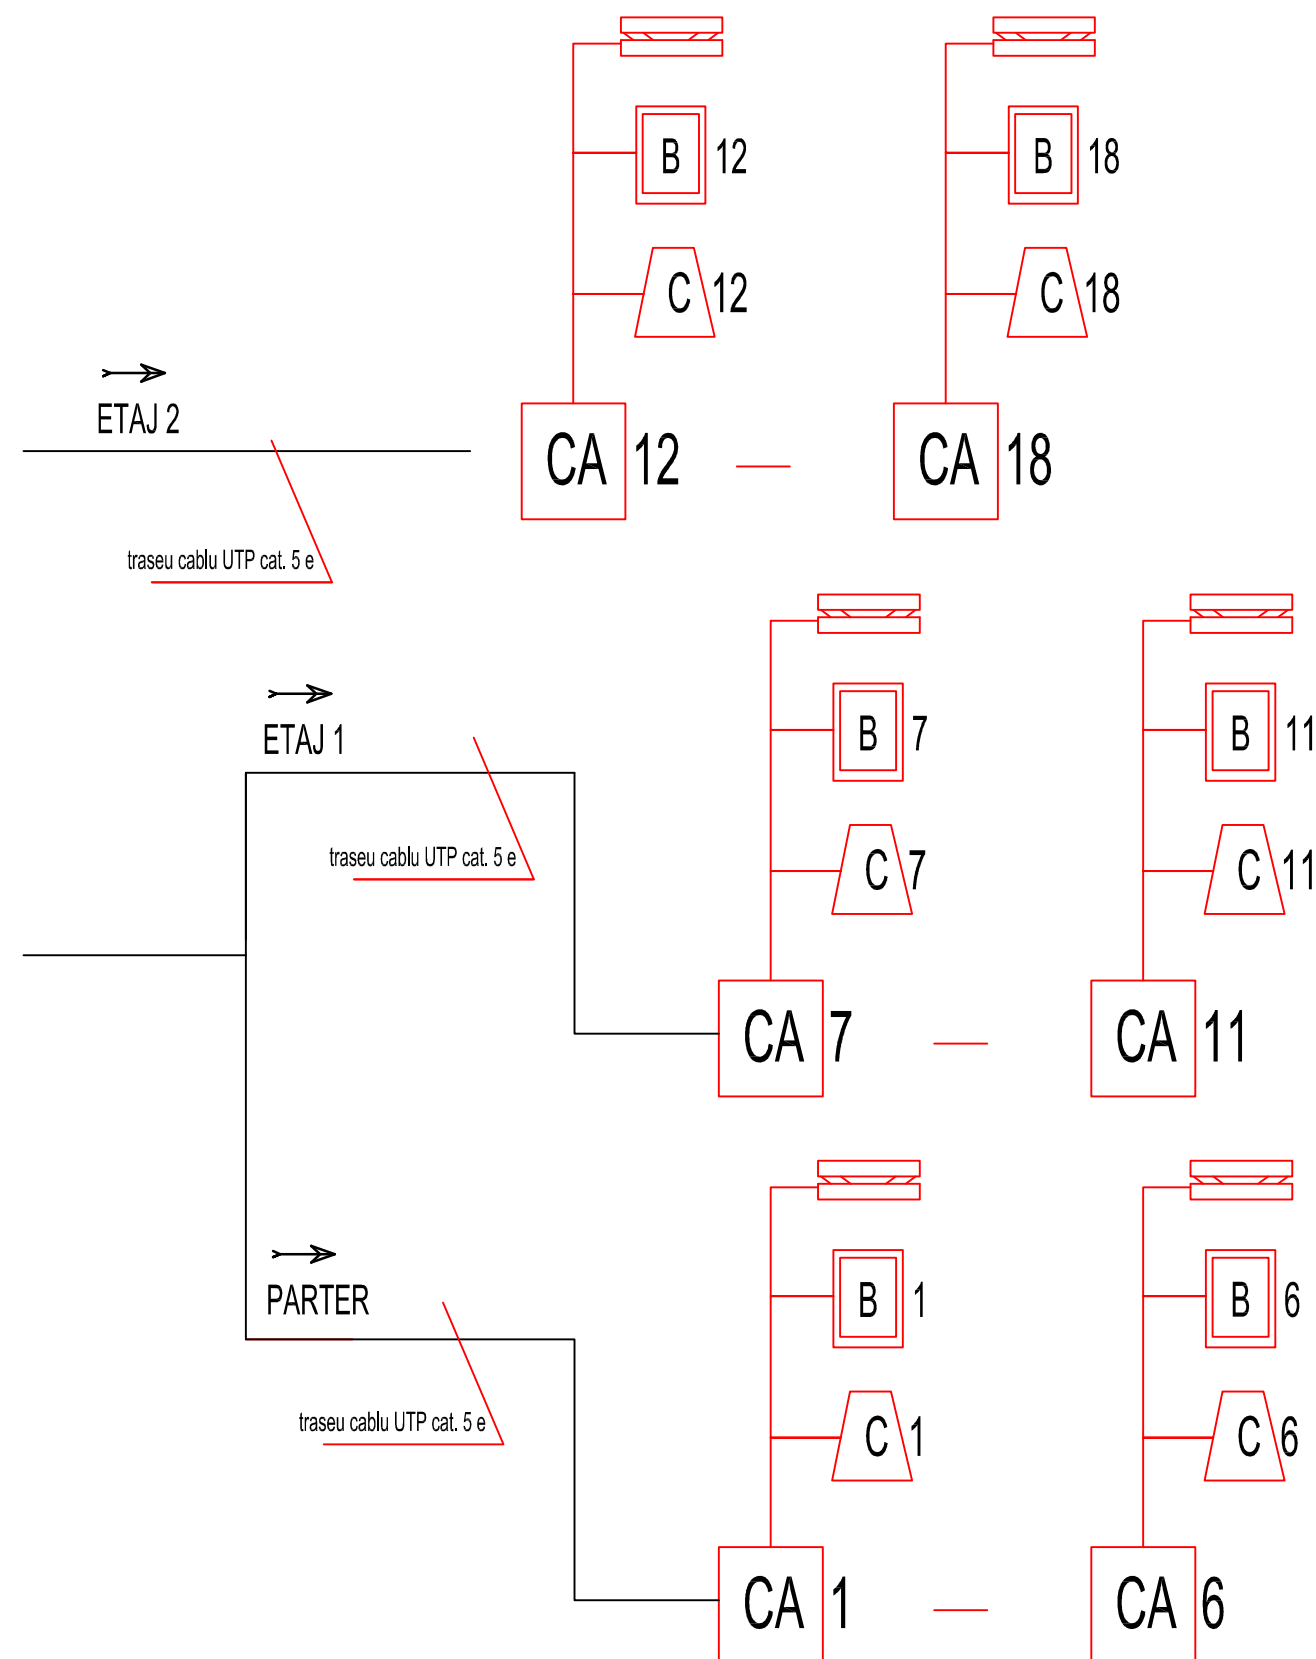 B 12
B 18
C 12
C 18
ETAJ 2
CA 12
CA 18
traseu cablu UTP cat. 5 e
ETAJ 1
B 7
B 11
traseu cablu UTP cat. 5 e
C 7
C 11
CA 7
CA 11
PARTER
B 1
B 6
traseu cablu UTP cat. 5 e
C 1
C 6
CA 1
CA 6